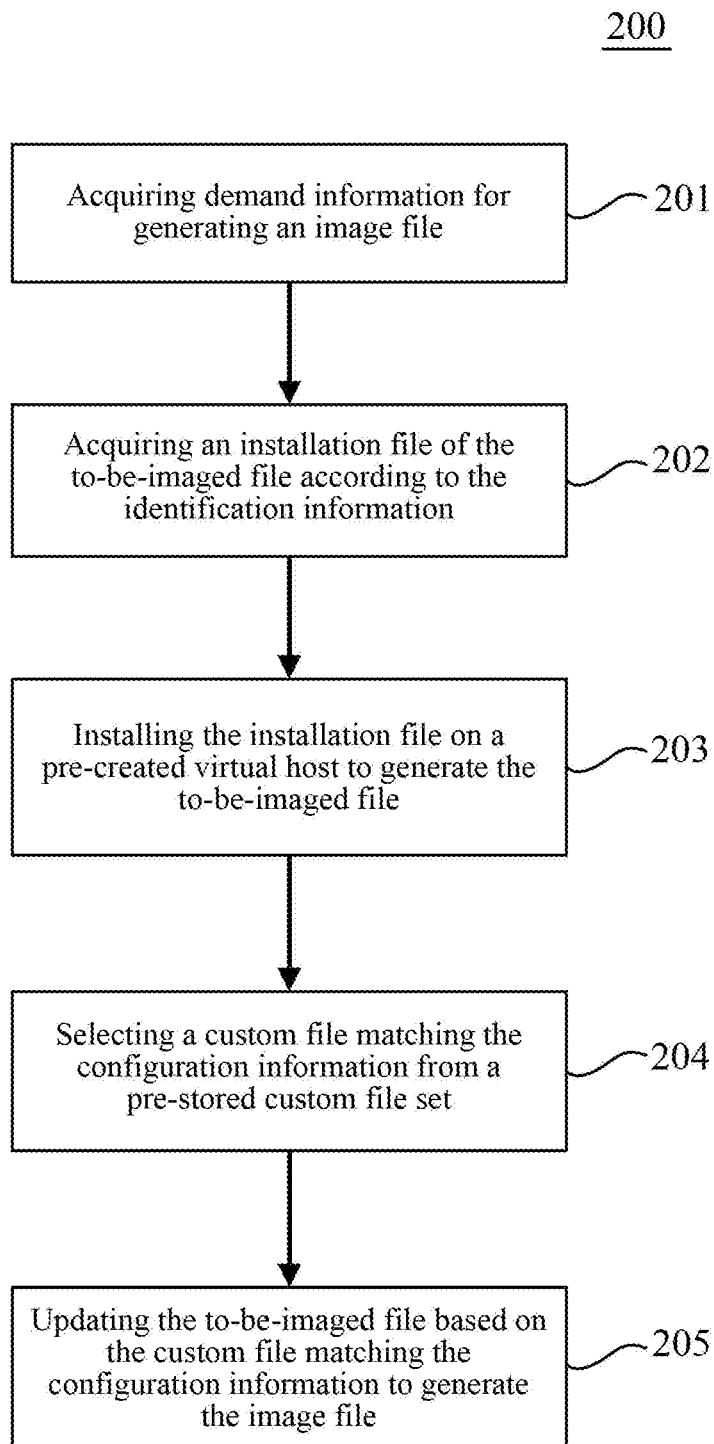 200
Acquiring demand information for
generating an image file
201
Acquiring an installation file of the
to-be-imaged file according to the
identification information
202
Installing the installation file on a
pre-created virtual host to generate the
to-be-imaged file
203
Selecting a custom file matching the
configuration information from a
pre-stored custom file set
204
Updating the to-be-imaged file based on
the custom file matching the
configuration information to generate
the image file
205